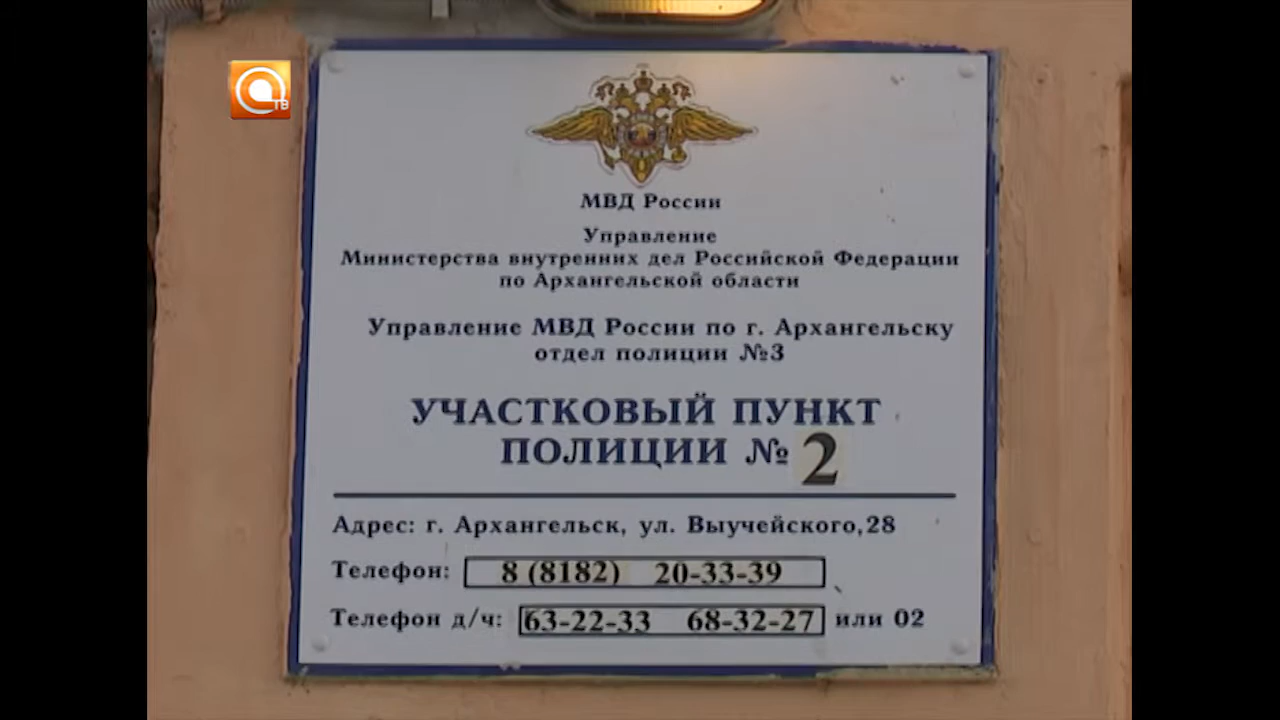 ТВ
МВД России
Управление
Министерства внутренних дел Российской Федерации
по Архангельской области
Управление МВД России по г. Архангельску
отдел полиции №3
УЧАСТКОВЫЙ ПУНКТ
ПОЛИЦИИ № 2
Адрес: г. Архангельск, ул. Выучейского,28
Телефон: 8 (8182) 20-33-39
Телефон д/ч: 63-22-33 68-32-27 или 02